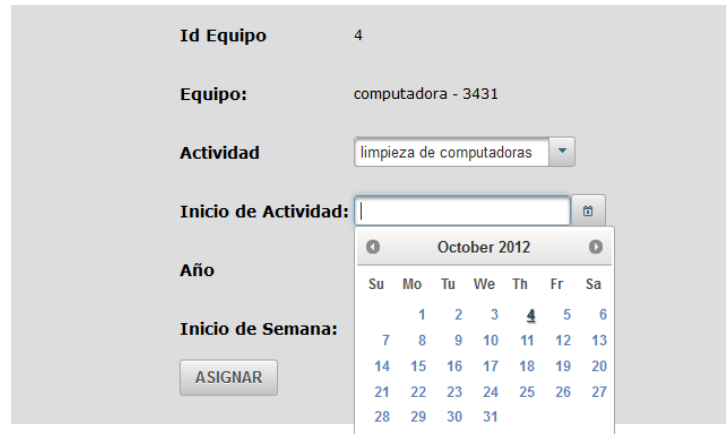 Id Equipo 4
Equipo: computadora - 3431
Actividad limpieza de computadoras
Inicio de Actividad:
October 2012
Año
Su Mo Tu We Th Fr Sa
1 2 3 4 5 6
Inicio de Semana:
7 8 9 10 11 12 13
14 15 16 17 18 19 20
ASIGNAR
21 22 23 24 25 26 27
28 29 30 31